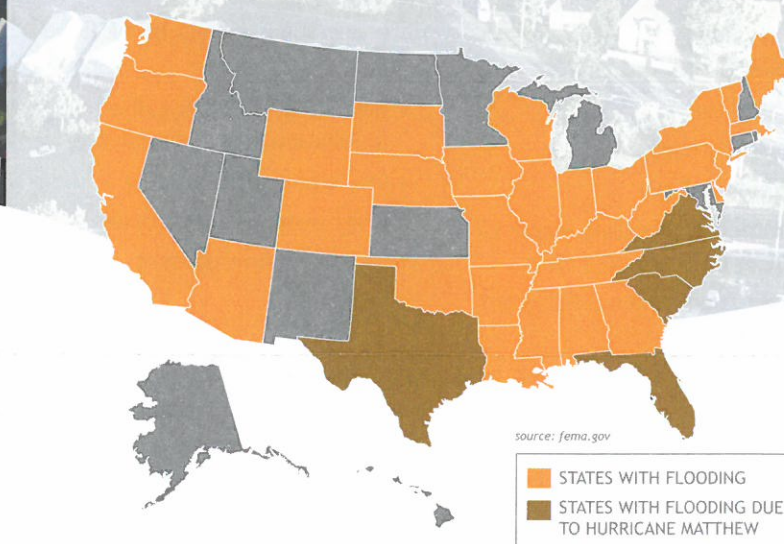 source: fema.gov
STATES WITH FLOODING
STATES WITH FLOODING DUE
TO HURRICANE MATTHEW